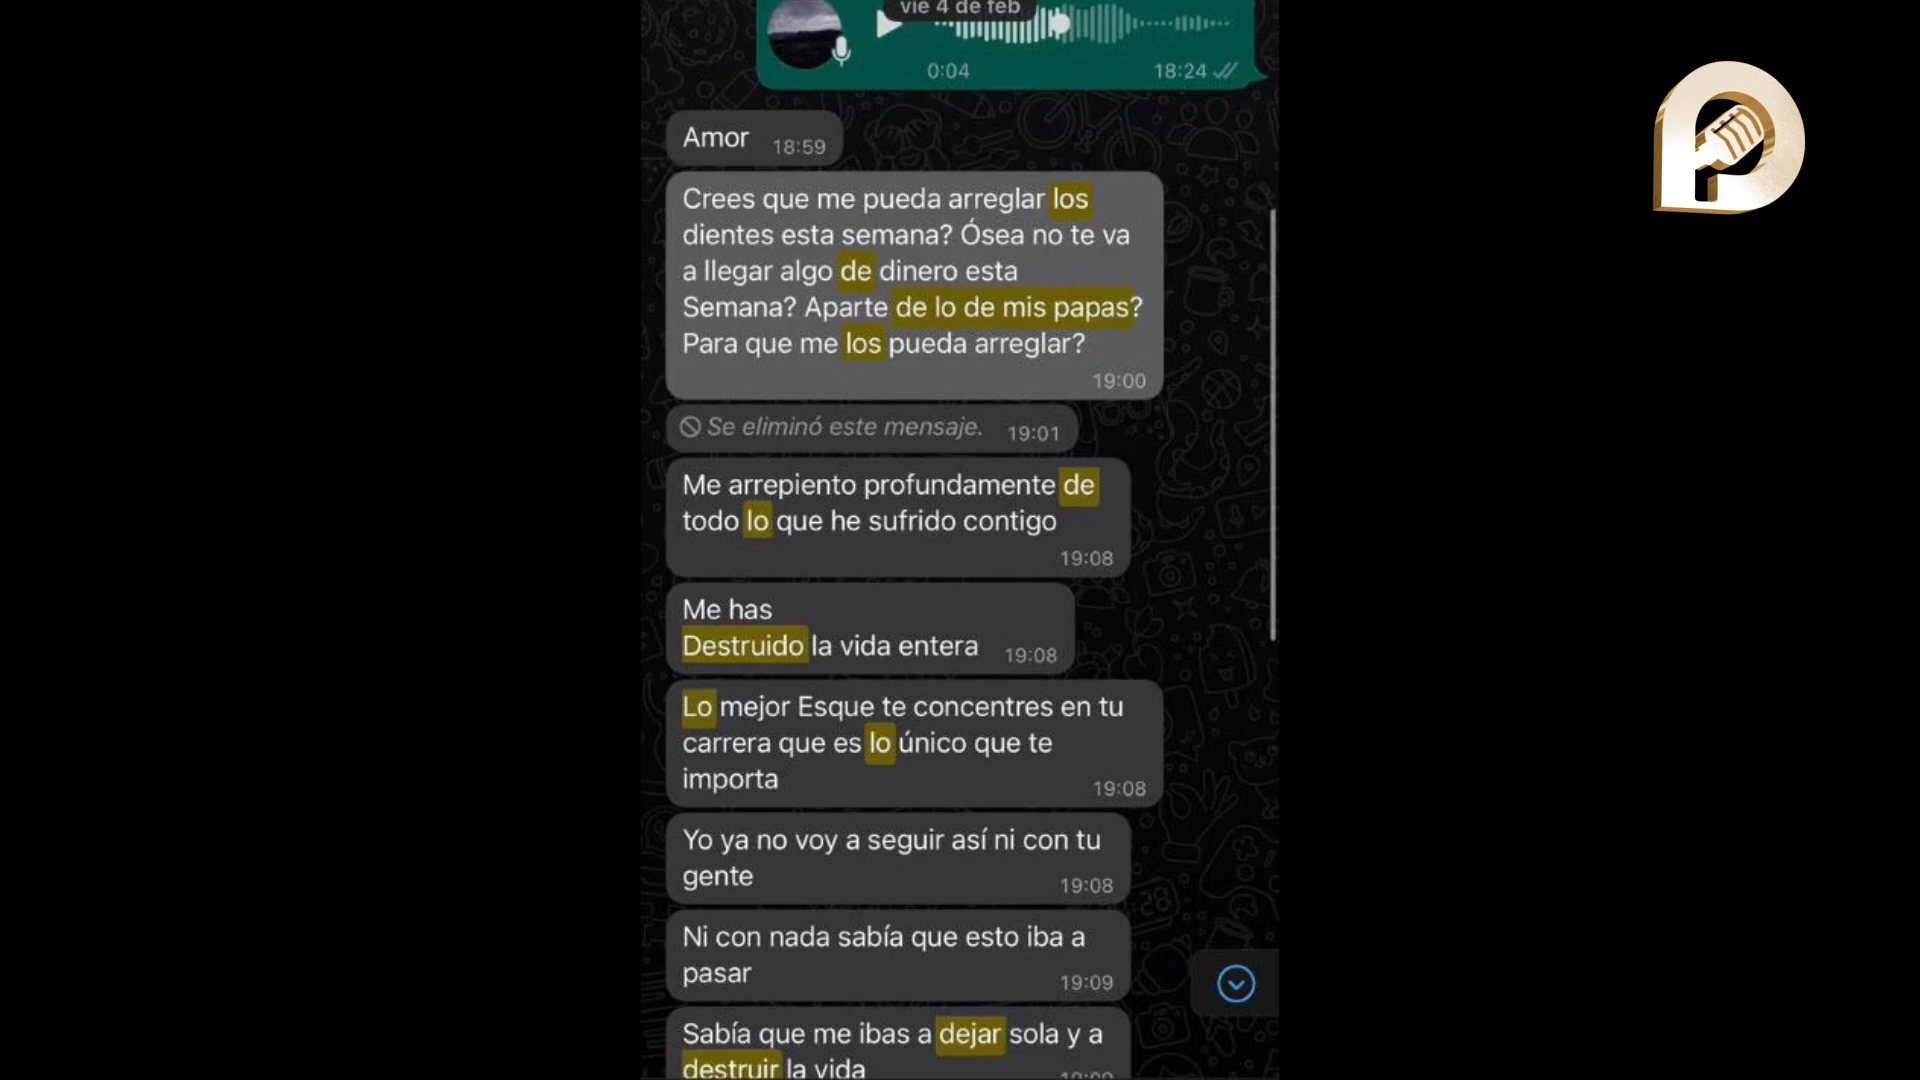 vie 4 de feb
0:04
18:24
Amor
18:59
Crees que me pueda arreglar los
dientes esta semana? Ósea no te va
a llegar algo de dinero esta
Semana? Aparte de lo de mis papas?
Para que me los pueda arreglar?
19:00
Se eliminó este mensaje.
19:01
Me arrepiento profundamente de
todo lo que he sufrido contigo
19:08
Me has
Destruido la vida entera
19:08
Lo mejor Esque te concentres en tu
carrera que es lo único que te
importa
19:08
Yo ya no voy a seguir así ni con tu
gente
19:08
Ni con nada sabía que esto iba a
pasar
19:09
Sabía que me ibas a dejar sola y a
destruir la vida